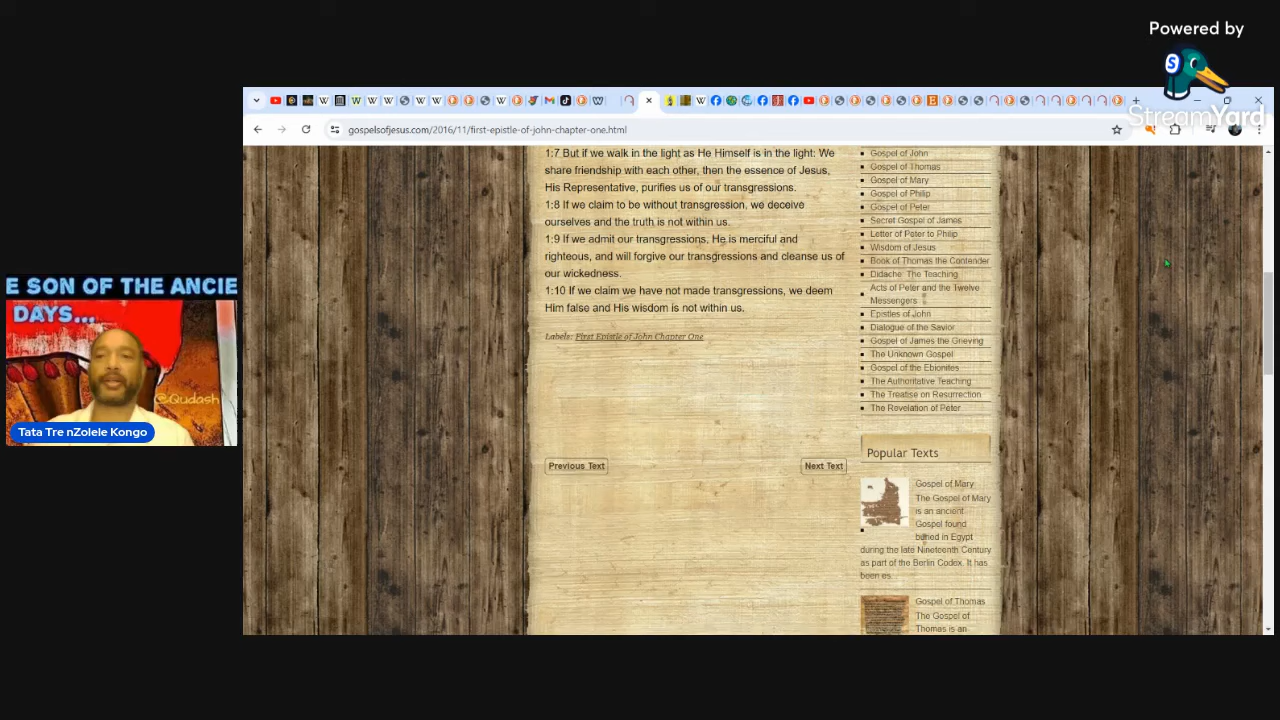 Powered by
StreamYard
gospelsofjesus.com/2016/11/first-epistle-of-john-chapter-one.html
1:7 But if we walk in the light as He Himself is in the light: We
share friendship with each other, then the essence of Jesus,
His Representative, purifies us of our transgressions.
1:8 If we claim to be without transgression, we deceive
ourselves and the truth is not within us.
1:9 If we admit our transgressions, He is merciful and
righteous, and will forgive our transgressions and cleanse us of
our wickedness.
1:10 If we claim we have not made transgressions, we deem
Him false and His wisdom is not within us.
Labels: First Epistle of John Chapter One
Previous Text
Next Text
Gospel of John
Gospel of Thomas
Gospel of Mary
Gospel of Philip
Gospel of Peter
Secret Gospel of James
Letter of Peter to Philip
Wisdom of Jesus
Book of Thomas the Contender
Didache: The Teaching
Acts of Peter and the Twelve
Messengers
Epistles of John
Dialogue of the Savior
Gospel of James the Grieving
The Unknown Gospel
Gospel of the Ebionites
The Authoritative Teaching
The Treatise on Resurrection
The Revelation of Peter
Popular Texts
Gospel of Mary
The Gospel of Mary
is an ancient
Gospel found
buried in Egypt
during the late Nineteenth Century
as part of the Berlin Codex. It has
been es...
Gospel of Thomas
The Gospel of
Thomas is an
E SON OF THE ANCIE
DAYS...
@Qudash
Tata Tre nZolele Kongo